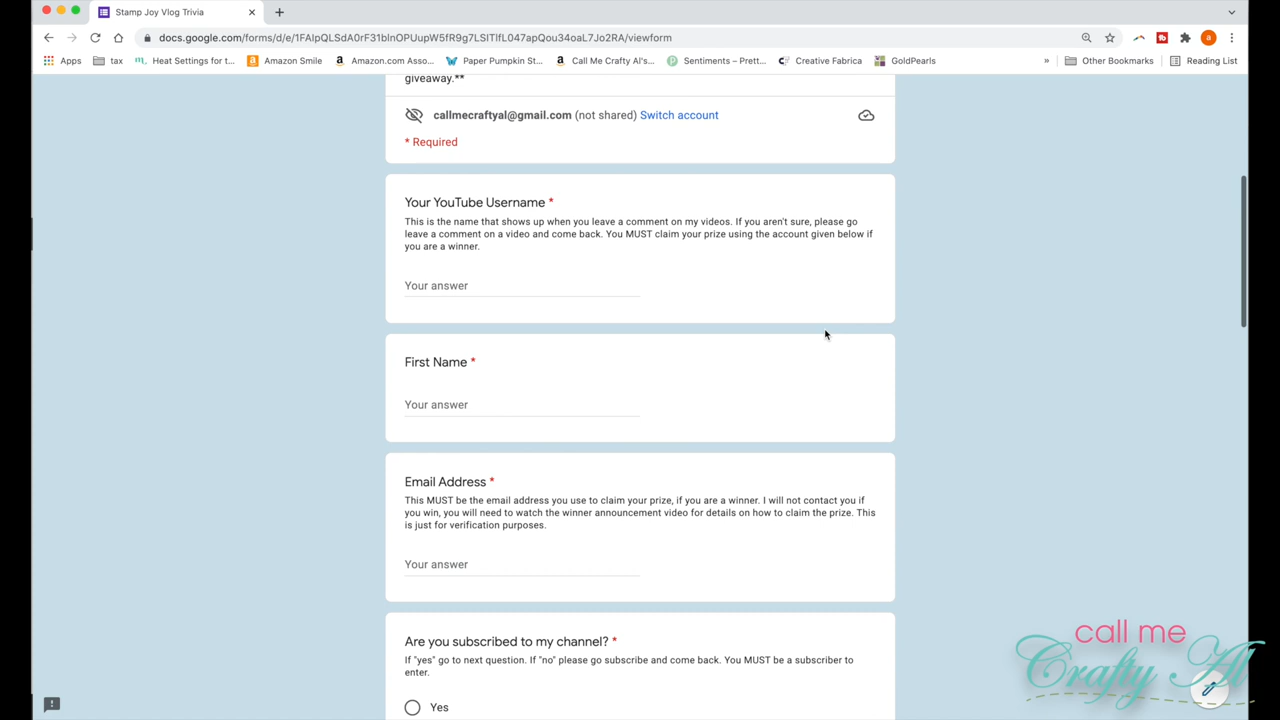 Stamp Joy Vlog Trivia
docs.google.com/forms/d/e/1FAIpQLSdA0rF31blnOPUupW5fR9g7LSITlfL047apQou34oaL7Jo2RA/viewform
a
Apps tax Heat Settings for t... Amazon Smile Amazon.com Asso... Paper Pumpkin St... Call Me Crafty Al's... Sentiments – Prett... Creative Fabrica GoldPearls » Other Bookmarks Reading List
giveaway.**
callmecraftyal@gmail.com (not shared) Switch account
* Required
Your YouTube Username *
This is the name that shows up when you leave a comment on my videos. If you aren't sure, please go
leave a comment on a video and come back. You MUST claim your prize using the account given below if
you are a winner.
Your answer
First Name *
Your answer
Email Address *
This MUST be the email address you use to claim your prize, if you are a winner. I will not contact you if
you win, you will need to watch the winner announcement video for details on how to claim the prize. This
is just for verification purposes.
Your answer
Are you subscribed to my channel? *
If "yes" go to next question. If "no" please go subscribe and come back. You MUST be a subscriber to
enter.
Yes
call me
Crafty Al